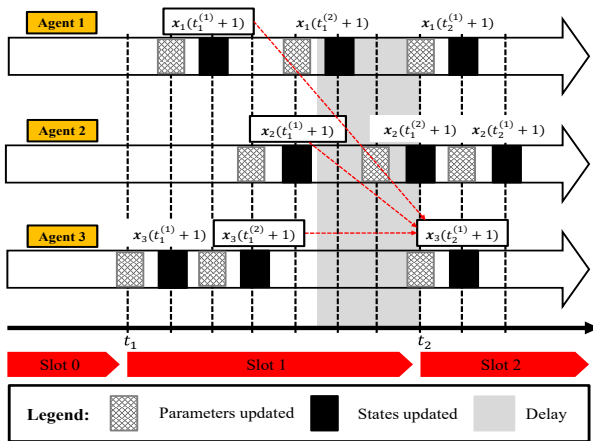 Agent 1
𝒙₁(t₁⁽¹⁾ + 1) 𝒙₁(t₁⁽²⁾ + 1) 𝒙₁(t₂⁽¹⁾ + 1)
Agent 2
𝒙₂(t₁⁽¹⁾ + 1) 𝒙₂(t₁⁽²⁾ + 1) 𝒙₂(t₂⁽¹⁾ + 1)
Agent 3
𝒙₃(t₁⁽¹⁾ + 1) 𝒙₃(t₁⁽²⁾ + 1) 𝒙₃(t₂⁽¹⁾ + 1)
t₁ t₂
Slot 0 Slot 1 Slot 2
Legend: Parameters updated States updated Delay